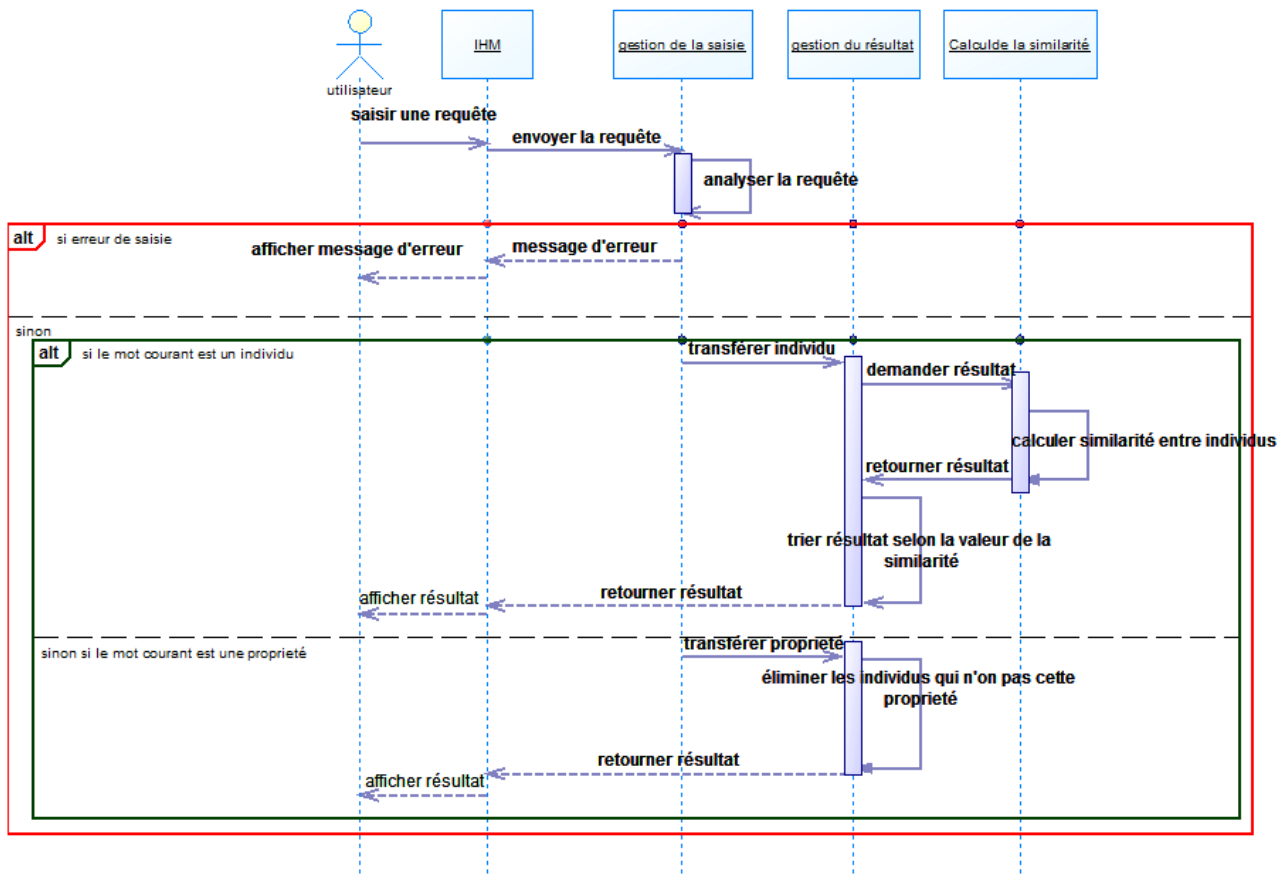 IHM
gestion de la saisie
gestion du résultat
Calculde la similarité
utilisateur
saisir une requête
envoyer la requête
analyser la requête
alt
si erreur de saisie
message d'erreur
afficher message d'erreur
sinon
alt
si le mot courant est un individu
transférer individu
demander résultat
calculer similarité entre individus
retourner résultat
trier résultat selon la valeur de la
similarité
retourner résultat
afficher résultat
sinon si le mot courant est une proprieté
transférer proprieté
éliminer les individus qui n'on pas cette
proprieté
retourner résultat
afficher résultat